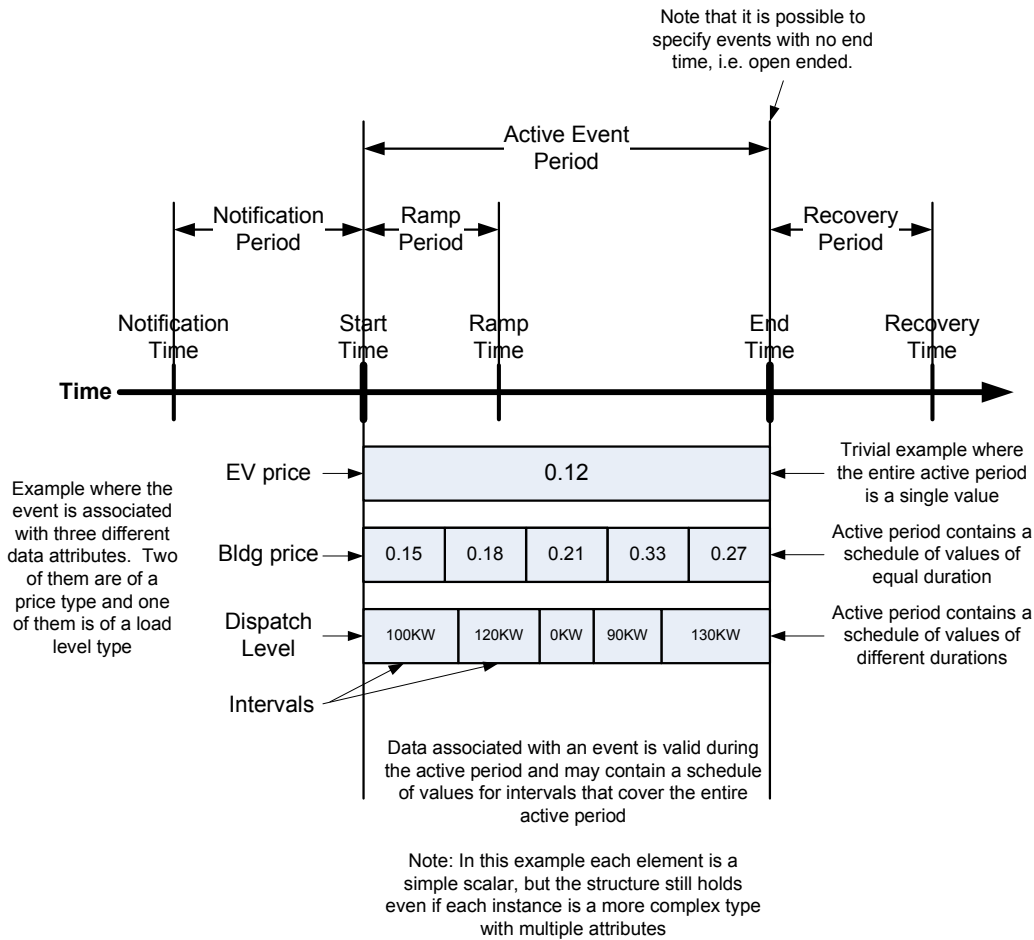 Note that it is possible to
specify events with no end
time, i.e. open ended.
Active Event
Period
Notification
Period
Ramp
Period
Recovery
Period
Notification
Time
Start
Time
Ramp
Time
End
Time
Recovery
Time
Time
EV price
0.12
Trivial example where
the entire active period
is a single value
Example where the
event is associated
with three different
data attributes.  Two
of them are of a
price type and one
of them is of a load
level type
Bldg price
0.15
0.18
0.21
0.33
0.27
Active period contains a
schedule of values of
equal duration
Dispatch
Level
100KW
120KW
0KW
90KW
130KW
Active period contains a
schedule of values of
different durations
Intervals
Data associated with an event is valid during
the active period and may contain a schedule
of values for intervals that cover the entire
active period
Note: In this example each element is a
simple scalar, but the structure still holds
even if each instance is a more complex type
with multiple attributes